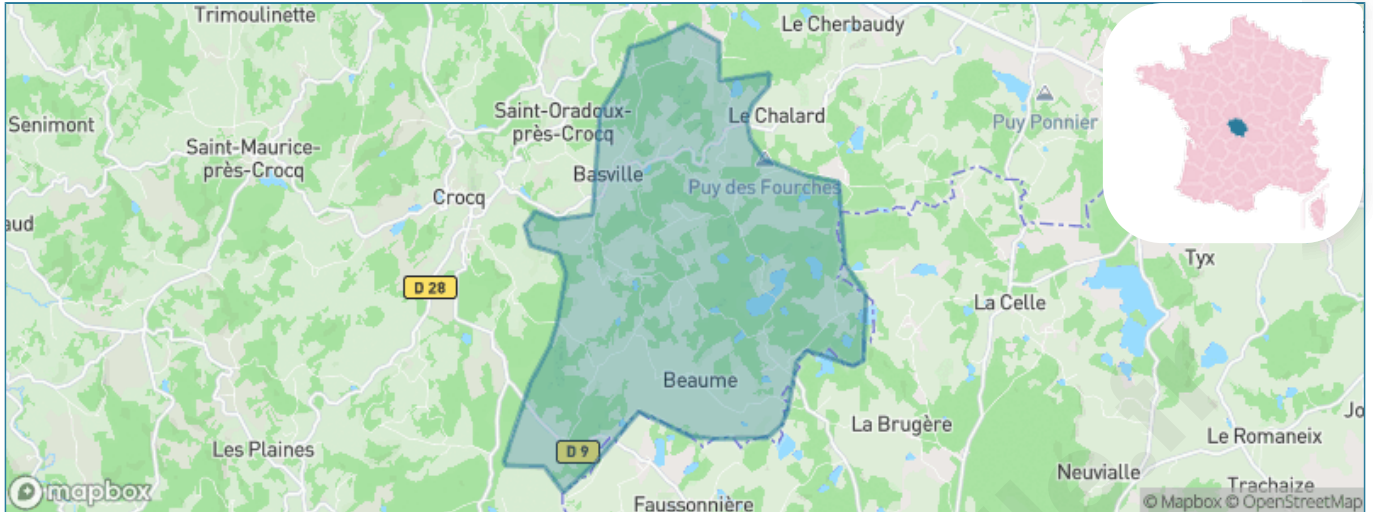 Trimoulinette
Le Cherbaudy
Senimont
Saint-Oradoux-
près-Crocq
Le Chalard
Puy Ponnier
Saint-Maurice-
près-Crocq
Basville
Puy des Fourches
Crocq
aud
Tyx
D 28
La Celle
Beaume
La Brugère
Les Plaines
D 9
Le Romaneix
Jo
Neuvialle
Trachaize
Faussonnière
mapbox
© Mapbox © OpenStreetMap